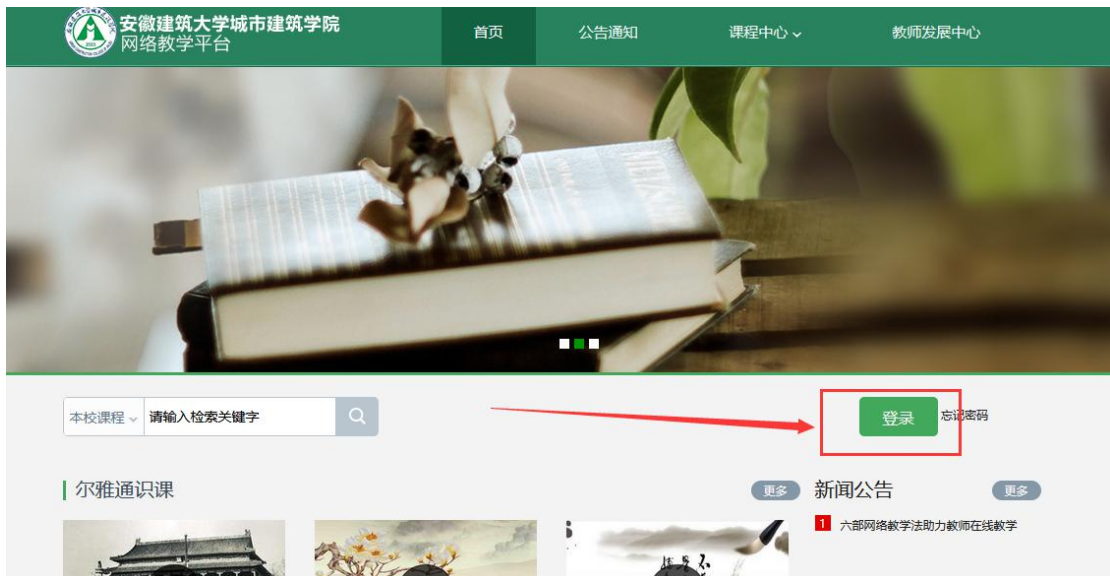 安徽建筑大学城市建筑学院
网络教学平台
首页
公告通知
课程中心
教师发展中心
本校课程
请输入检索关键字
登录
忘记密码
尔雅通识课
更多
新闻公告
更多
1 六部网络教学法助力教师在线教学